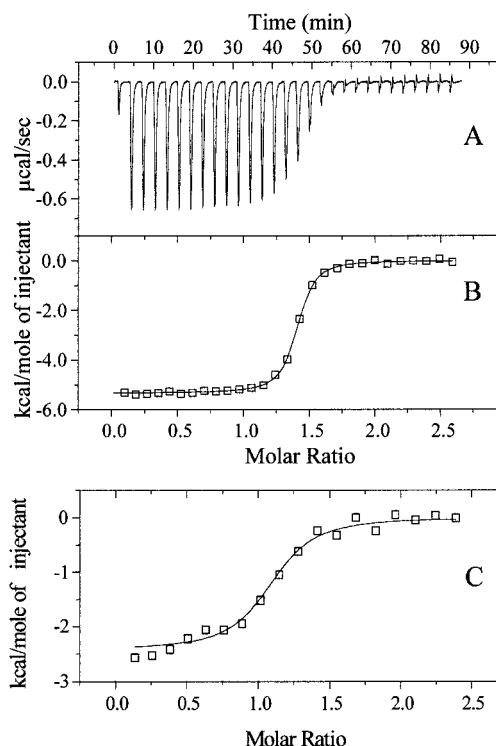 Time (min)
0 10 20 30 40 50 60 70 80 90
0.0
-0.2
-0.4
-0.6
µcal/sec
A
0.0
-2.0
-4.0
-6.0
kcal/mole of injectant
B
0.0 0.5 1.0 1.5 2.0 2.5
Molar Ratio
0
-1
-2
-3
kcal/mole of injectant
C
0.0 0.5 1.0 1.5 2.0 2.5
Molar Ratio